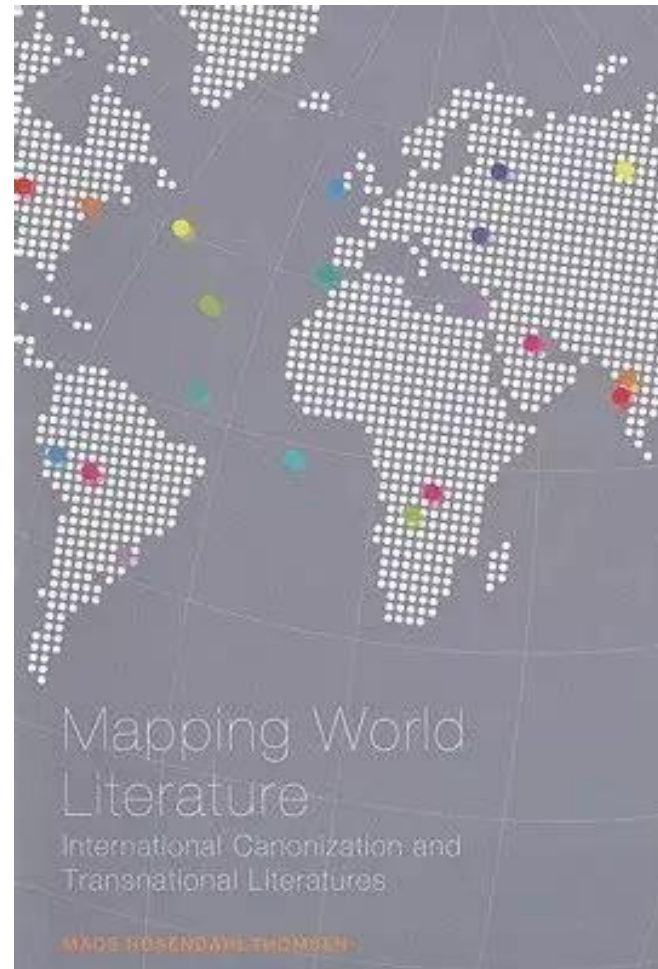 Mapping World
Literature
International Canonization and
Transnational Literatures
MADS ROSENDAHL THOMSEN